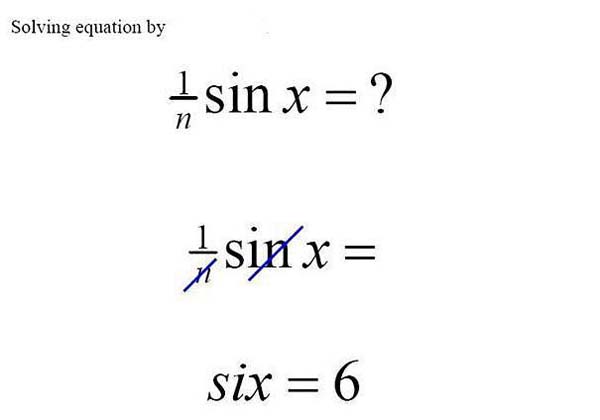 Solving equation by
1/n sin x = ?
1/n sin x =
six = 6